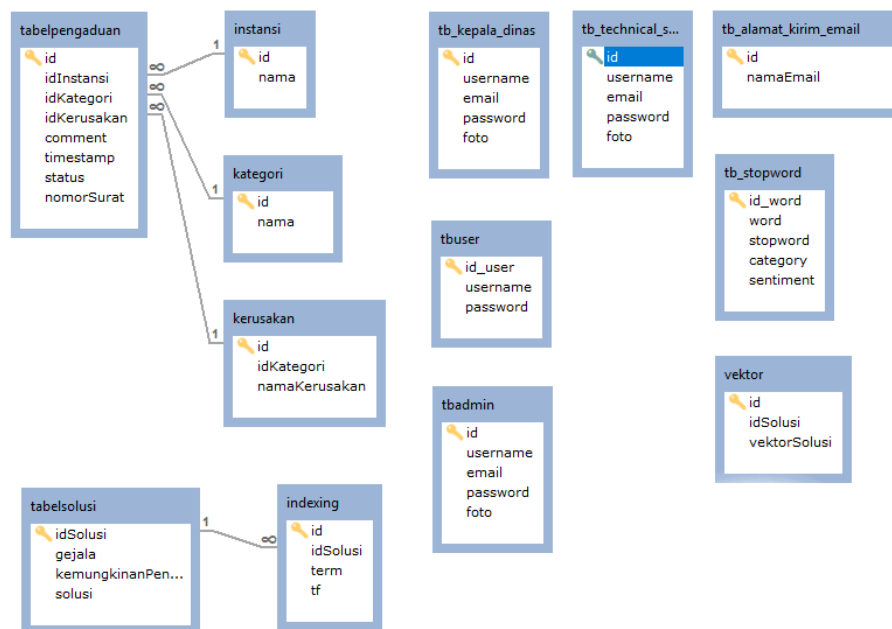 tabelpengaduan
id
idInstansi
idKategori
idKerusakan
comment
timestamp
status
nomorSurat
∞
∞
∞
1
1
1
instansi
id
nama
kategori
id
nama
kerusakan
id
idKategori
namaKerusakan
tabelsolusi
idSolusi
gejala
kemungkinanPen...
solusi
1
∞
indexing
id
idSolusi
term
tf
tb_kepala_dinas
id
username
email
password
foto
tb_technical_s...
id
username
email
password
foto
tb_alamat_kirim_email
id
namaEmail
tbuser
id_user
username
password
tb_stopword
id_word
word
stopword
category
sentiment
tbadmin
id
username
email
password
foto
vektor
id
idSolusi
vektorSolusi